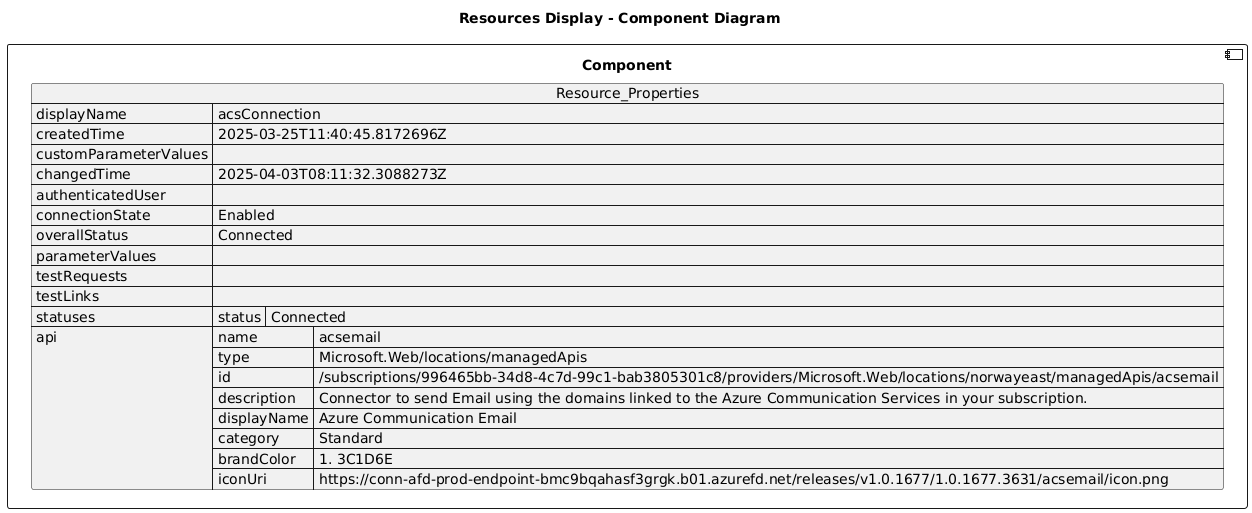 Resources Display - Component Diagram
Component
Resource_Properties
displayName acsConnection
createdTime 2025-03-25T11:40:45.8172696Z
customParameterValues
changedTime 2025-04-03T08:11:32.3088273Z
authenticatedUser
connectionState Enabled
overallStatus Connected
parameterValues
testRequests
testLinks
statuses status Connected
api name acsemail
type Microsoft.Web/locations/managedApis
id /subscriptions/996465bb-34d8-4c7d-99c1-bab3805301c8/providers/Microsoft.Web/locations/norwayeast/managedApis/acsemail
description Connector to send Email using the domains linked to the Azure Communication Services in your subscription.
displayName Azure Communication Email
category Standard
brandColor 1. 3C1D6E
iconUri https://conn-afd-prod-endpoint-bmc9bqahasf3grgk.b01.azurefd.net/releases/v1.0.1677/1.0.1677.3631/acsemail/icon.png